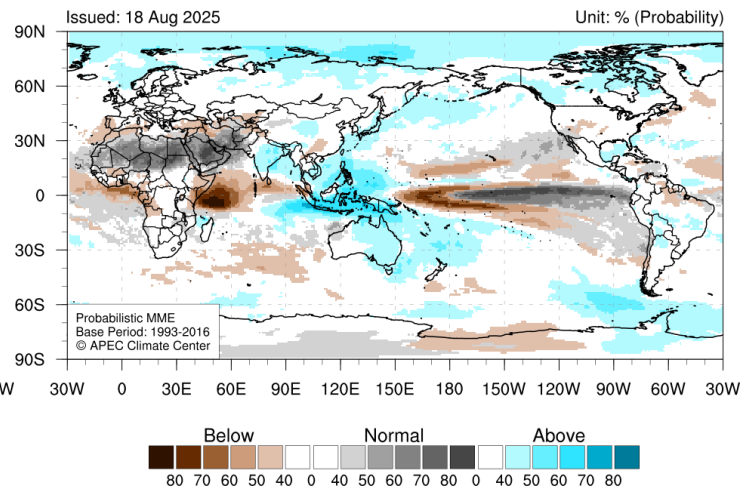 Issued: 18 Aug 2025
Unit: % (Probability)
90N
60N
30N
0
30S
60S
90S
Probabilistic MME
Base Period: 1993-2016
© APEC Climate Center
W 30W 0 30E 60E 90E 120E 150E 180 150W 120W 90W 60W 30W
Below Normal Above
80 70 60 50 40 0 40 50 60 70 80 0 40 50 60 70 80